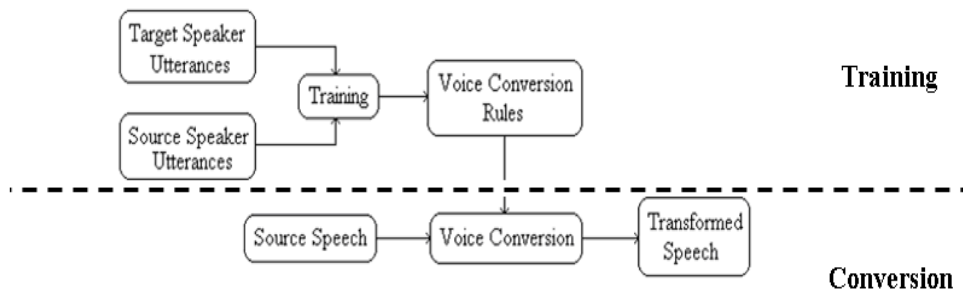 Target Speaker
Utterances
Training
Voice Conversion
Rules
Training
Source Speaker
Utterances
Source Speech
Voice Conversion
Transformed
Speech
Conversion